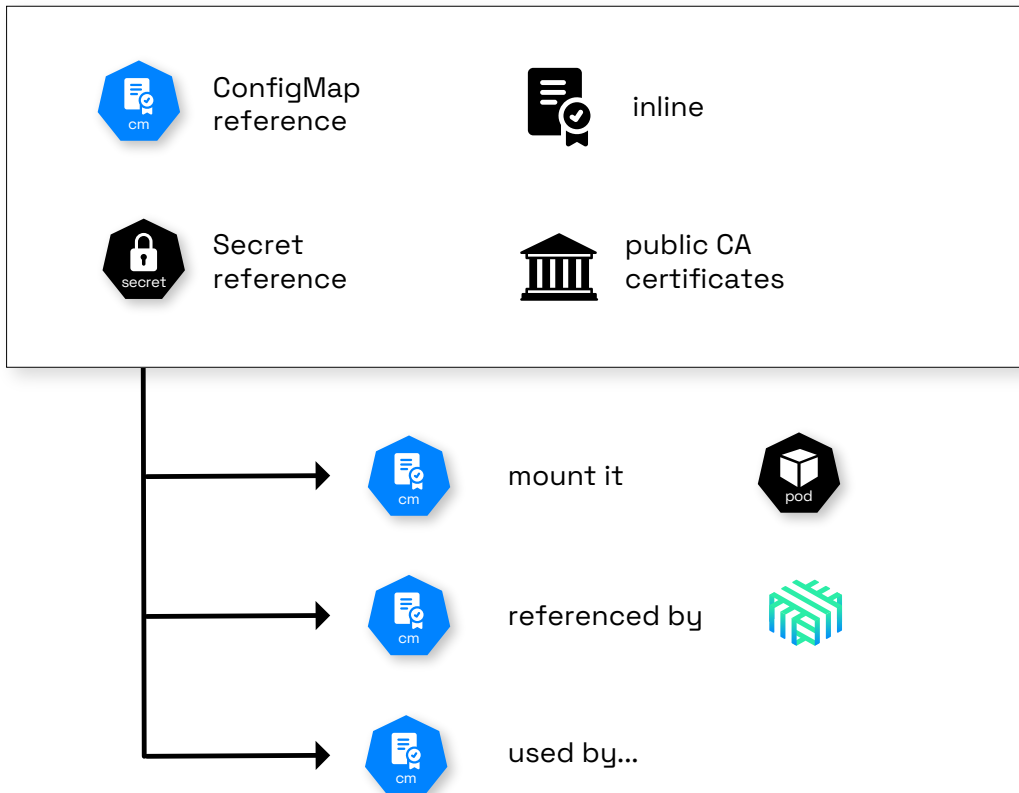 ConfigMap
reference
cm
inline
Secret
reference
secret
public CA
certificates
cm
mount it
pod
cm
referenced by
cm
used by...